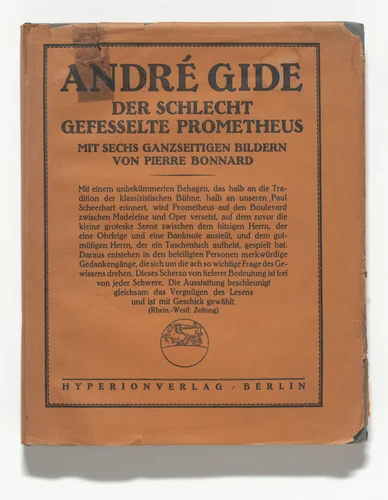 ANDRÉ GIDE
DER SCHLECHT
GEFESSELTE PROMETHEUS
MIT SECHS GANZSEITIGEN BILDERN
VON PIERRE BONNARD
Mit einem unbekümmerten Behagen, das halb an die Tra-
dition der klassizistischen Bühne, halb an unseren Paul
Scheerbart erinnert, wird Prometheus auf den Boulevard
zwischen Madeleine und Oper versetzt, auf dem zuvor die
kleine groteske Szene zwischen dem hitzigen Herrn, der
eine Ohrfeige und eine Banknote austeilt, und dem gut-
mütigen Herrn, der ein Taschentuch aufhebt, gespielt hat.
Daraus entstehen in den beteiligten Personen merkwürdige
Gedankengänge, die sich um die ach so wichtige Frage des Ge-
wissens drehen. Dieses Scherzo von tieferer Bedeutung ist frei
von jeder Schwere. Die Ausstattung beschleunigt
gleichsam das Vergnügen des Lesens
und ist mit Geschick gewählt.
(Rhein.-Westf. Zeitung)
HYPERIONVERLAG / BERLIN